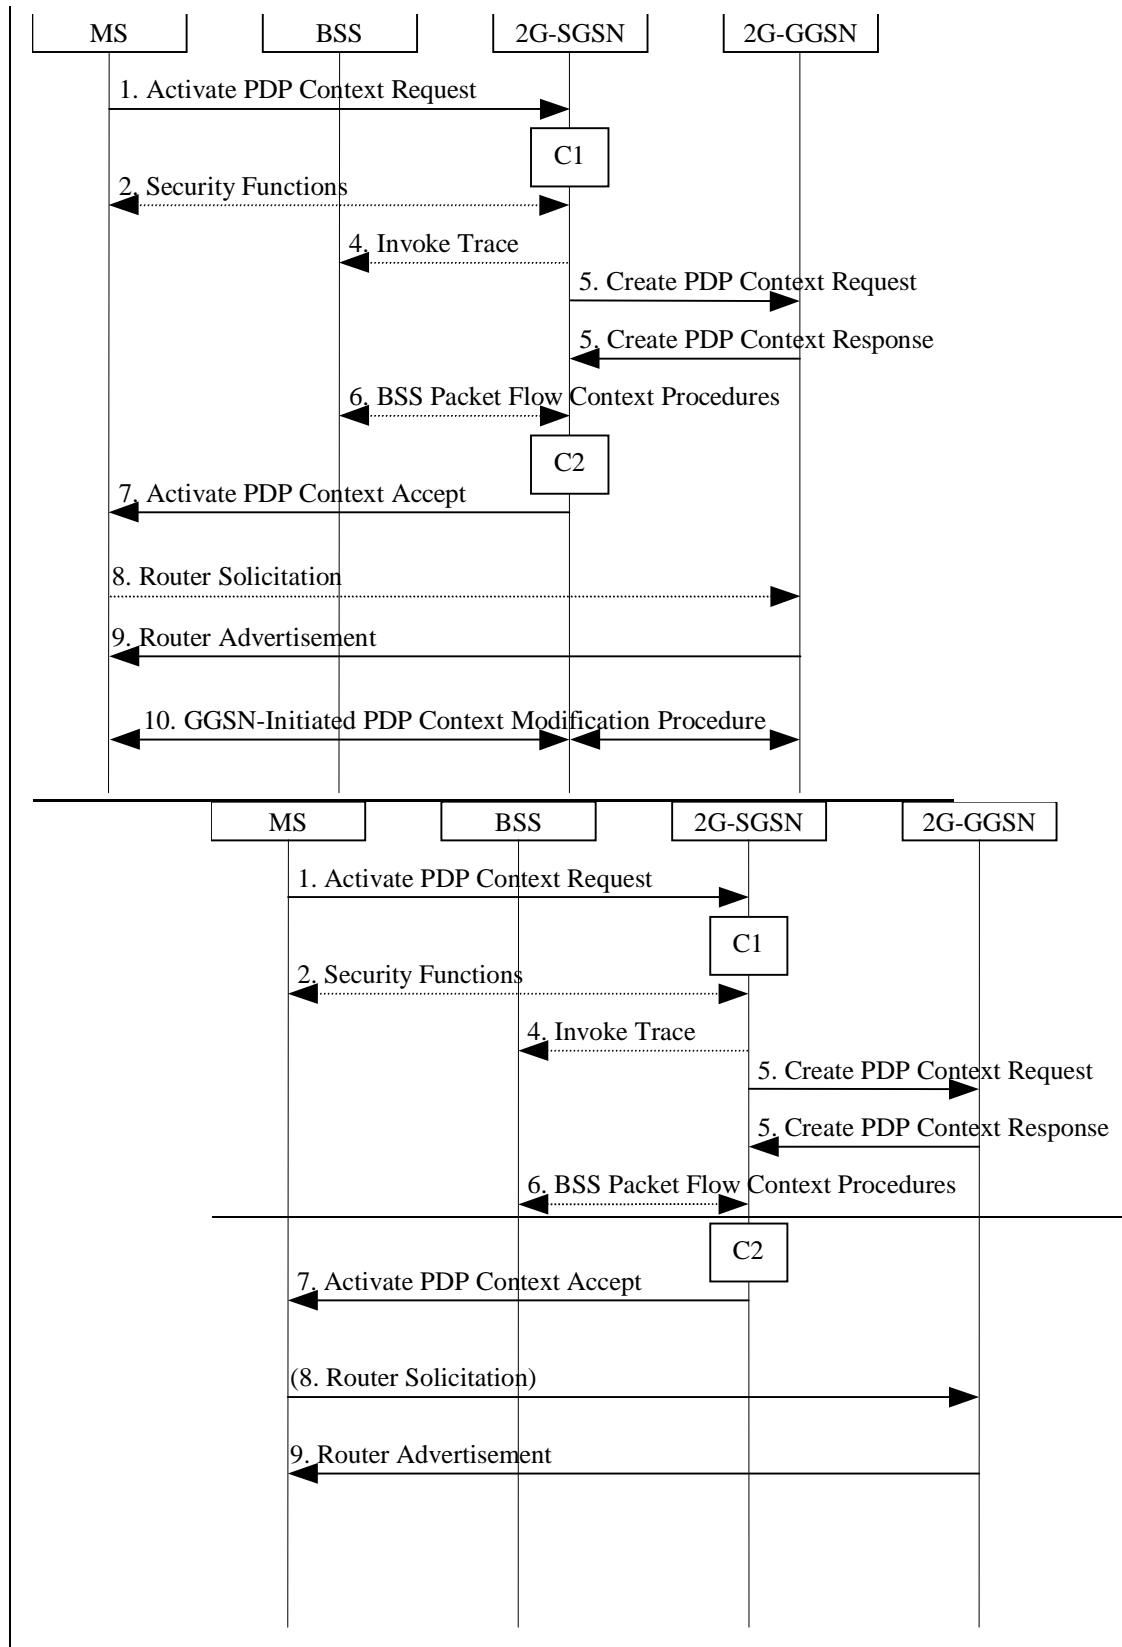 MS BSS 2G-SGSN 2G-GGSN
1. Activate PDP Context Request
C1
2. Security Functions
4. Invoke Trace
5. Create PDP Context Request
5. Create PDP Context Response
6. BSS Packet Flow Context Procedures
C2
7. Activate PDP Context Accept
8. Router Solicitation
9. Router Advertisement
10. GGSN-Initiated PDP Context Modification Procedure
MS BSS 2G-SGSN 2G-GGSN
1. Activate PDP Context Request
C1
2. Security Functions
4. Invoke Trace
5. Create PDP Context Request
5. Create PDP Context Response
6. BSS Packet Flow Context Procedures
C2
7. Activate PDP Context Accept
(8. Router Solicitation)
9. Router Advertisement